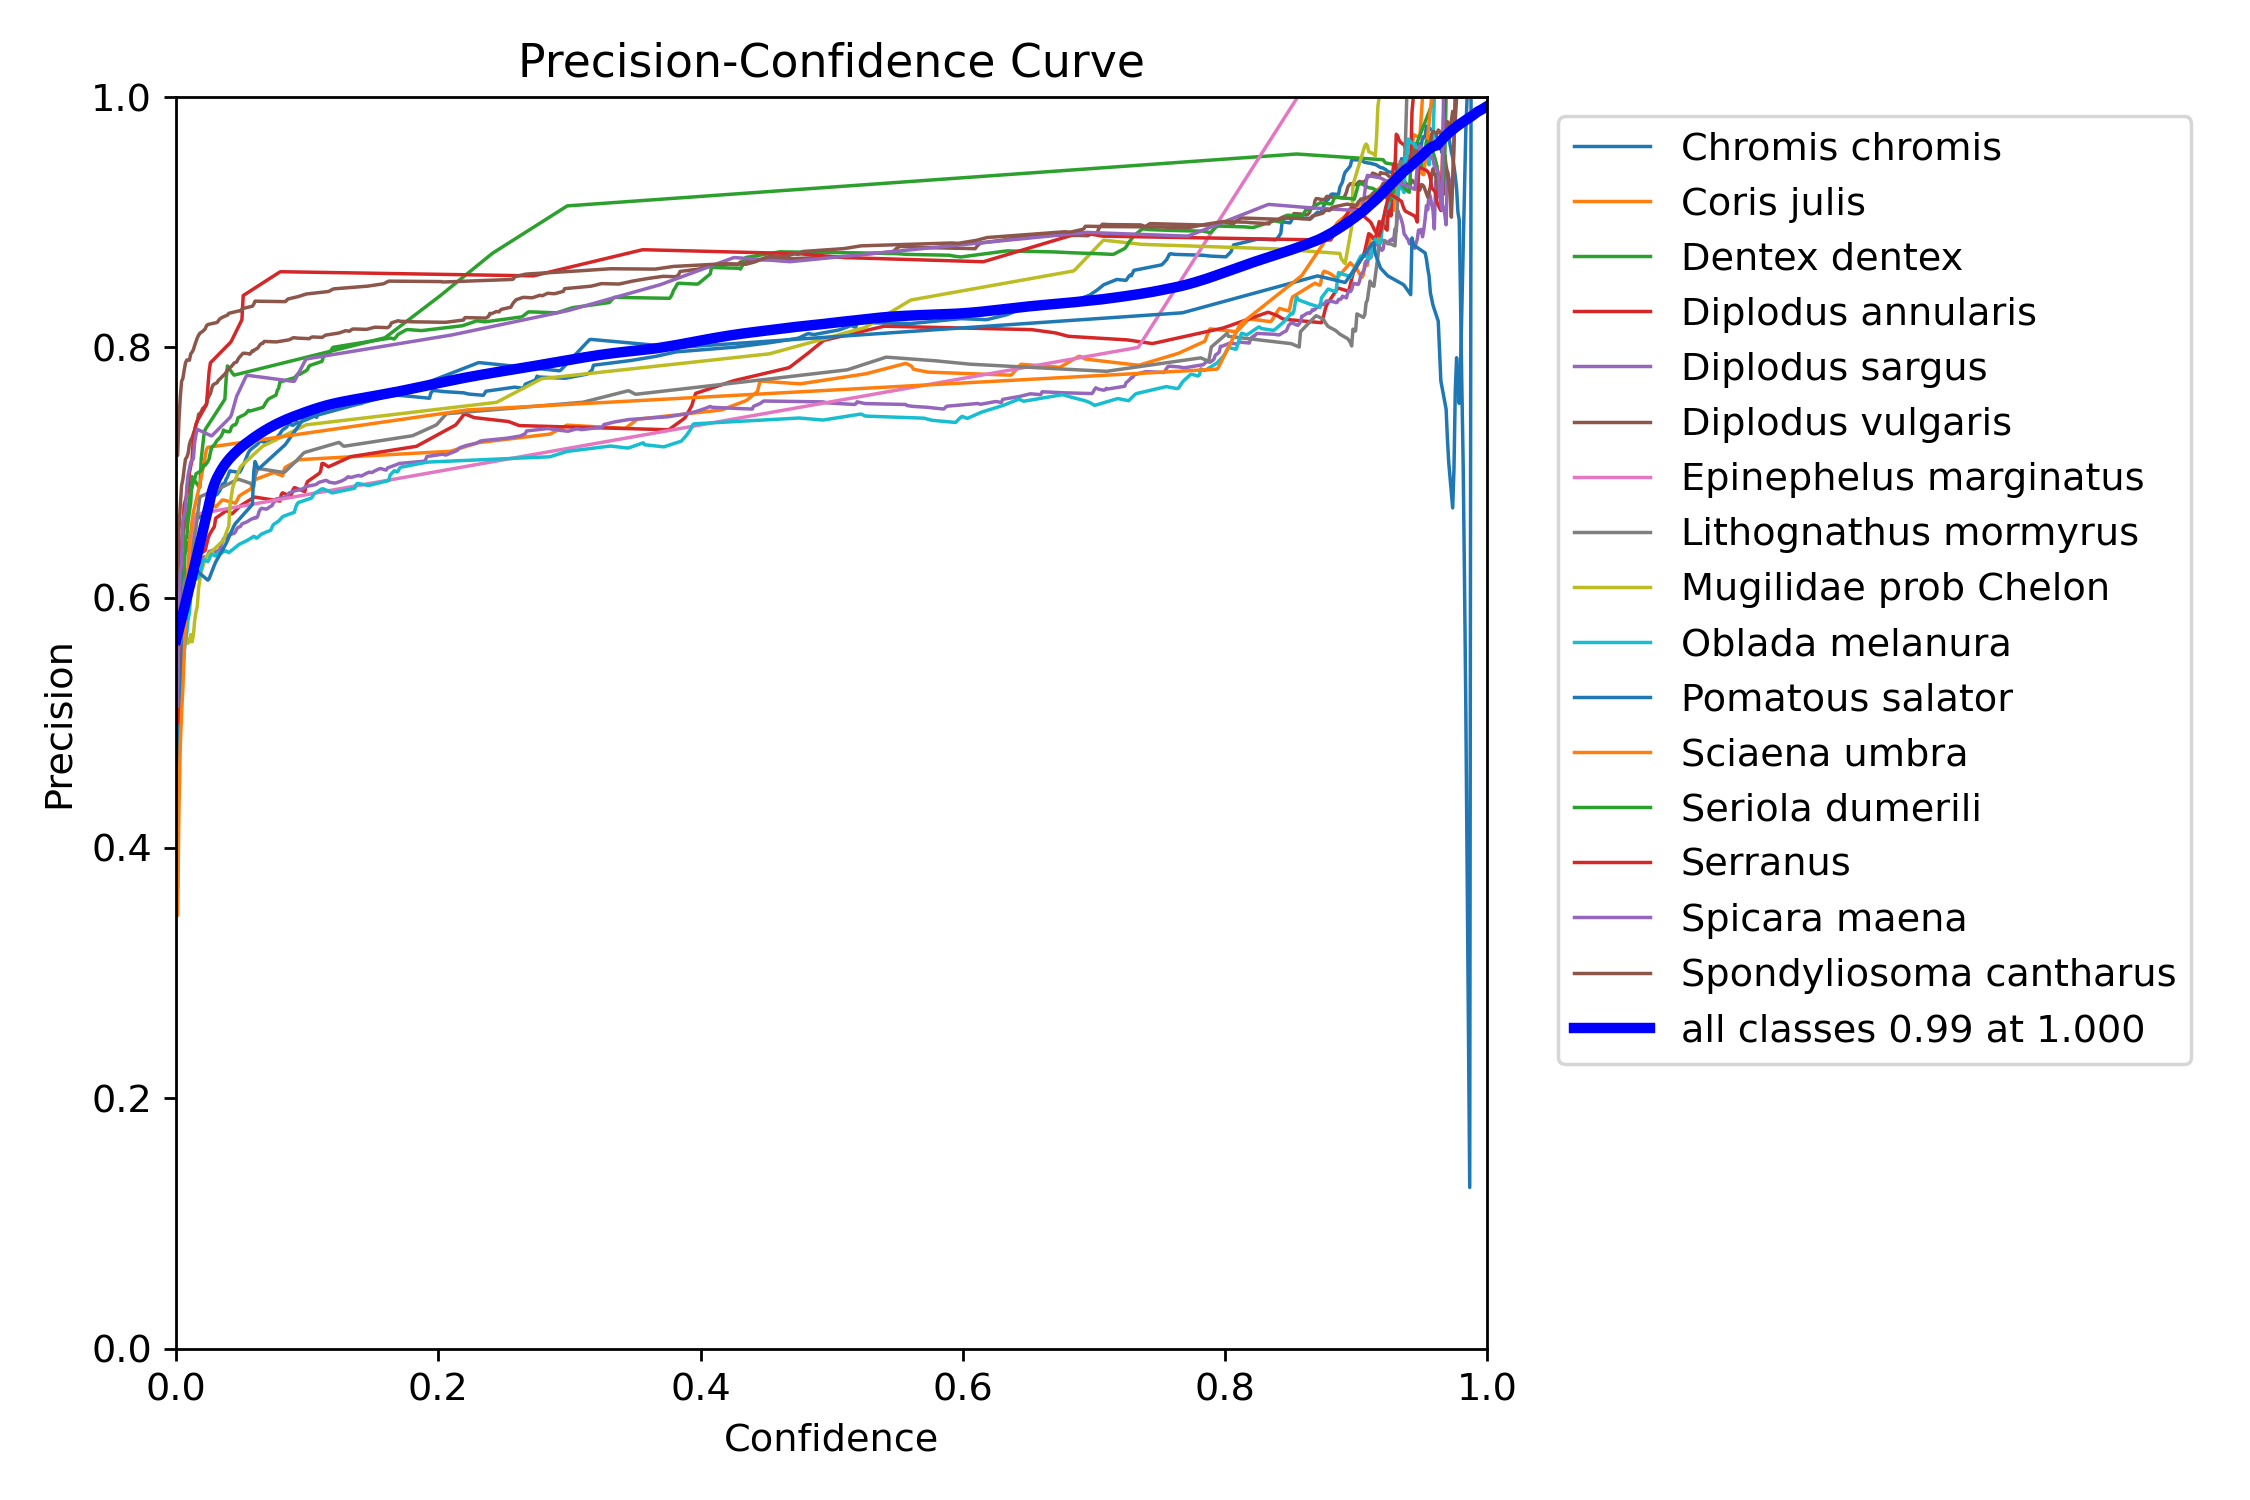 Precision-Confidence Curve
1.0
0.8
0.6
0.4
0.2
0.0
Precision
0.0 0.2 0.4 0.6 0.8 1.0
Confidence
Chromis chromis
Coris julis
Dentex dentex
Diplodus annularis
Diplodus sargus
Diplodus vulgaris
Epinephelus marginatus
Lithognathus mormyrus
Mugilidae prob Chelon
Oblada melanura
Pomatous salator
Sciaena umbra
Seriola dumerili
Serranus
Spicara maena
Spondyliosoma cantharus
all classes 0.99 at 1.000